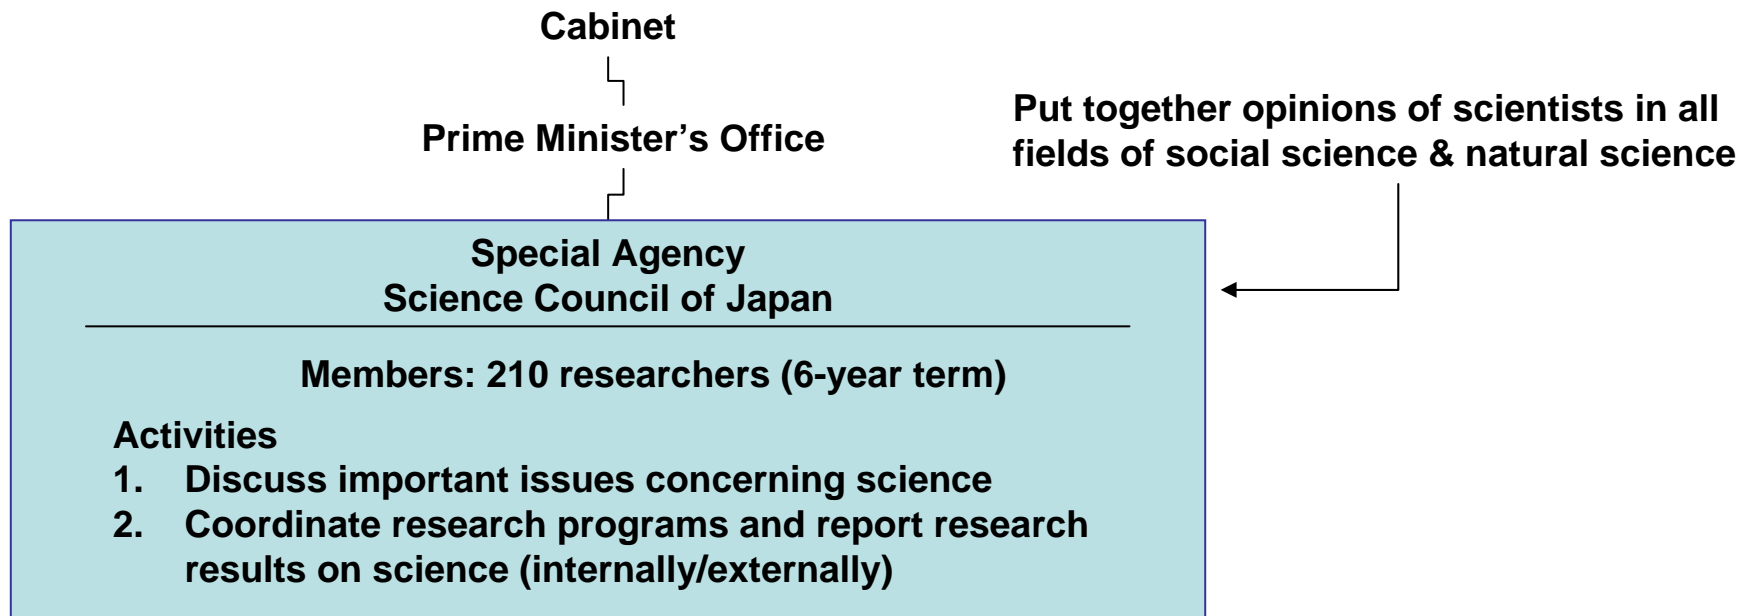 Cabinet
Prime Minister’s Office
Put together opinions of scientists in all
fields of social science & natural science
Special Agency
Science Council of Japan
Members: 210 researchers (6-year term)
Activities
1. Discuss important issues concerning science
2. Coordinate research programs and report research
results on science (internally/externally)